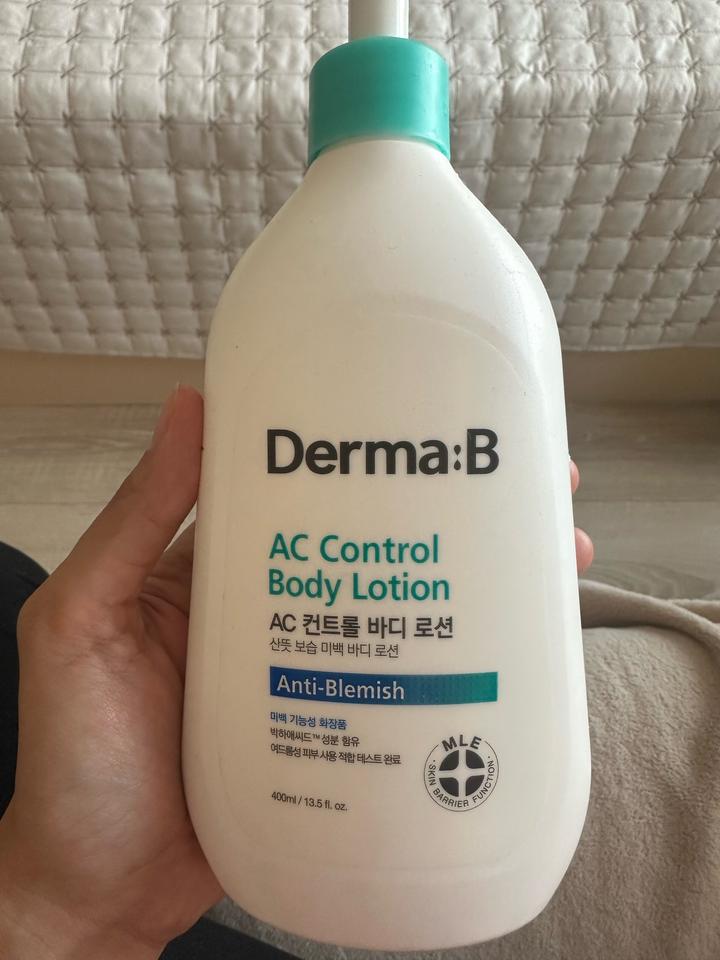 Derma:B
AC Control
Body Lotion
AC 컨트롤 바디 로션
산뜻 보습 미백 바디 로션
Anti-Blemish
미백 기능성 화장품
박하애씨드™ 성분 함유
여드름성 피부 사용 적합 테스트 완료
400ml / 13.5 fl. oz.
MLE
· SKIN BARRIER FUNCTION ·